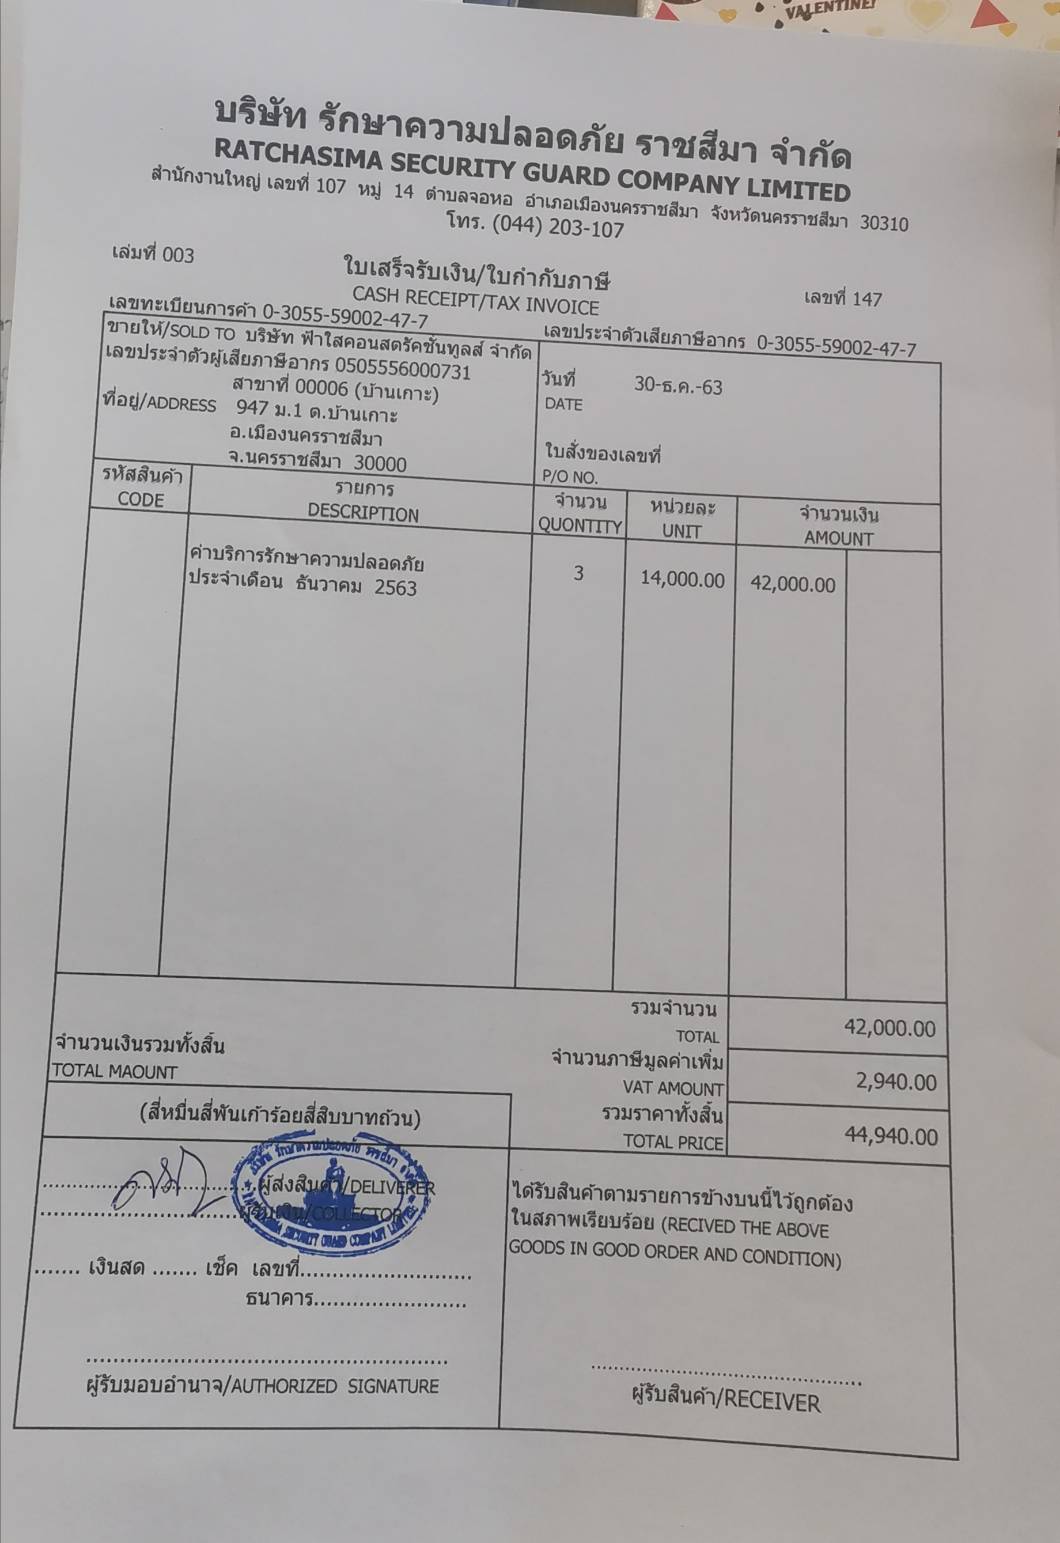 VALENTINE
บริษัท รักษาความปลอดภัย ราชสีมา จำกัด
RATCHASIMA SECURITY GUARD COMPANY LIMITED
สำนักงานใหญ่ เลขที่ 107 หมู่ 14 ตำบลจอหอ อำเภอเมืองนครราชสีมา จังหวัดนครราชสีมา 30310
โทร. (044) 203-107
เล่มที่ 003
ใบเสร็จรับเงิน/ใบกำกับภาษี
CASH RECEIPT/TAX INVOICE
เลขที่ 147
เลขทะเบียนการค้า 0-3055-59002-47-7
เลขประจำตัวเสียภาษีอากร 0-3055-59002-47-7
ขายให้/SOLD TO บริษัท ฟ้าใสคอนสตรัคชั่นทูลส์ จำกัด
เลขประจำตัวผู้เสียภาษีอากร 0505556000731
สาขาที่ 00006 (บ้านเกาะ)
ที่อยู่/ADDRESS 947 ม.1 ต.บ้านเกาะ
อ.เมืองนครราชสีมา
จ.นครราชสีมา 30000
วันที่ 30-ธ.ค.-63
DATE
ใบสั่งของเลขที่
P/O NO.
รหัสสินค้า รายการ จำนวน หน่วยละ จำนวนเงิน
CODE DESCRIPTION QUONTITY UNIT AMOUNT
ค่าบริการรักษาความปลอดภัย 3 14,000.00 42,000.00
ประจำเดือน ธันวาคม 2563
รวมจำนวน 42,000.00
TOTAL
จำนวนเงินรวมทั้งสิ้น จำนวนภาษีมูลค่าเพิ่ม 2,940.00
TOTAL MAOUNT VAT AMOUNT
(สี่หมื่นสี่พันเก้าร้อยสี่สิบบาทถ้วน) รวมราคาทั้งสิ้น 44,940.00
TOTAL PRICE
ผู้ส่งสินค้า/DELIVERER
ผู้รับเงิน/COLLECTOR
....... เงินสด ....... เช็ค เลขที่..........................
ธนาคาร.......................
ผู้รับมอบอำนาจ/AUTHORIZED SIGNATURE
ได้รับสินค้าตามรายการข้างบนนี้ไว้ถูกต้อง
ในสภาพเรียบร้อย (RECIVED THE ABOVE
GOODS IN GOOD ORDER AND CONDITION)
ผู้รับสินค้า/RECEIVER